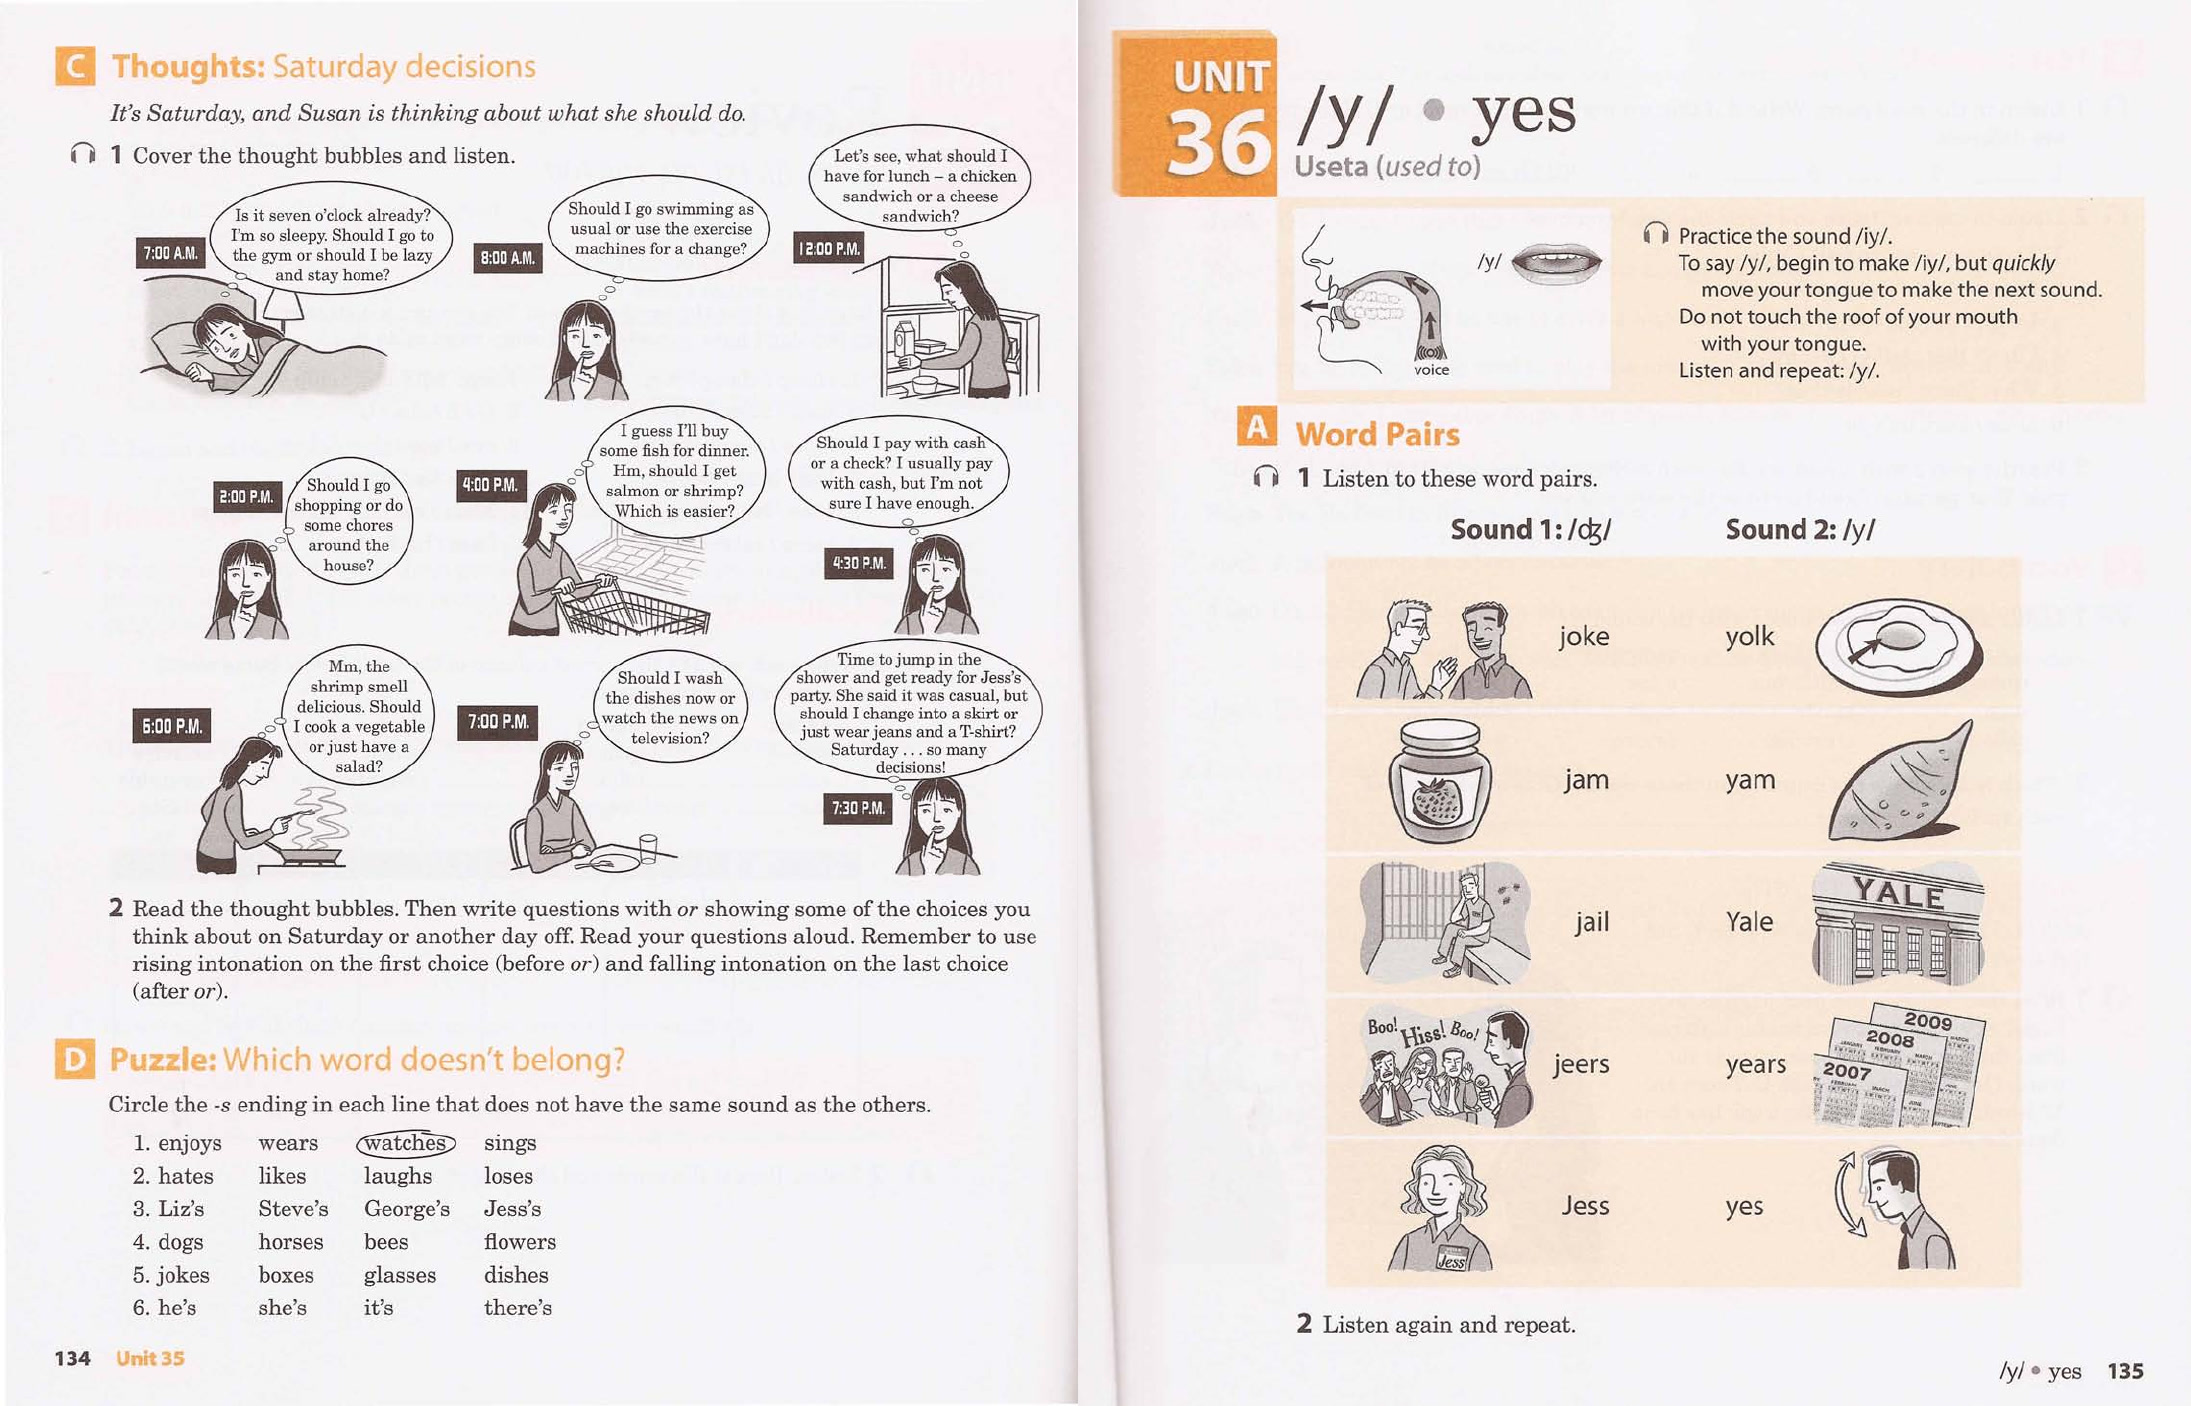 C Thoughts: Saturday decisions
It's Saturday, and Susan is thinking about what she should do.
1 Cover the thought bubbles and listen.
7:00 A.M.
Is it seven o'clock already?
I'm so sleepy. Should I go to
the gym or should I be lazy
and stay home?
8:00 A.M.
Should I go swimming as
usual or use the exercise
machines for a change?
12:00 P.M.
Let's see, what should I
have for lunch – a chicken
sandwich or a cheese
sandwich?
2:00 P.M.
Should I go
shopping or do
some chores
around the
house?
4:00 P.M.
I guess I'll buy
some fish for dinner.
Hm, should I get
salmon or shrimp?
Which is easier?
4:30 P.M.
Should I pay with cash
or a check? I usually pay
with cash, but I'm not
sure I have enough.
6:00 P.M.
Mm, the
shrimp smell
delicious. Should
I cook a vegetable
or just have a
salad?
7:00 P.M.
Should I wash
the dishes now or
watch the news on
television?
7:30 P.M.
Time to jump in the
shower and get ready for Jess's
party. She said it was casual, but
should I change into a skirt or
just wear jeans and a T-shirt?
Saturday . . . so many
decisions!
2 Read the thought bubbles. Then write questions with or showing some of the choices you
think about on Saturday or another day off. Read your questions aloud. Remember to use
rising intonation on the first choice (before or) and falling intonation on the last choice
(after or).
D Puzzle: Which word doesn't belong?
Circle the -s ending in each line that does not have the same sound as the others.
1. enjoys wears watches sings
2. hates likes laughs loses
3. Liz's Steve's George's Jess's
4. dogs horses bees flowers
5. jokes boxes glasses dishes
6. he's she's it's there's
134 Unit 35
UNIT
36
/y/ • yes
Useta (used to)
/y/
voice
Practice the sound /iy/.
To say /y/, begin to make /iy/, but quickly
move your tongue to make the next sound.
Do not touch the roof of your mouth
with your tongue.
Listen and repeat: /y/.
A Word Pairs
1 Listen to these word pairs.
Sound 1: /ʤ/ Sound 2: /y/
joke yolk
jam yam
jail Yale
YALE
Boo! Hiss! Boo!
jeers years
2009
2008
2007
Jess yes
Jess
2 Listen again and repeat.
/y/ • yes 135